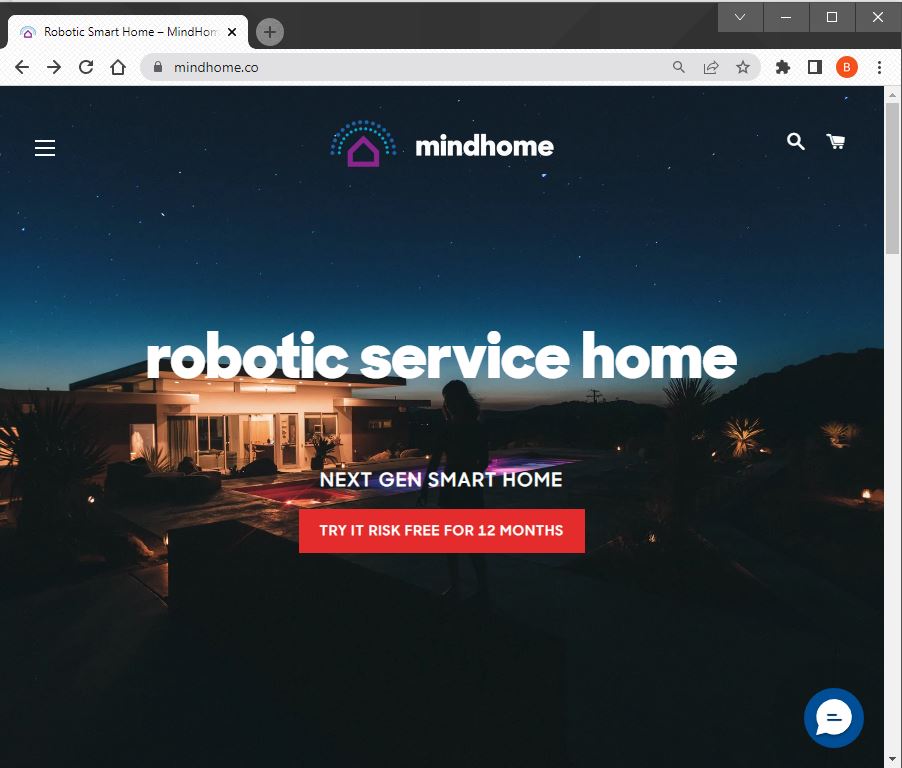 Robotic Smart Home – MindHom
mindhome.co
B
mindhome
robotic service home
NEXT GEN SMART HOME
TRY IT RISK FREE FOR 12 MONTHS